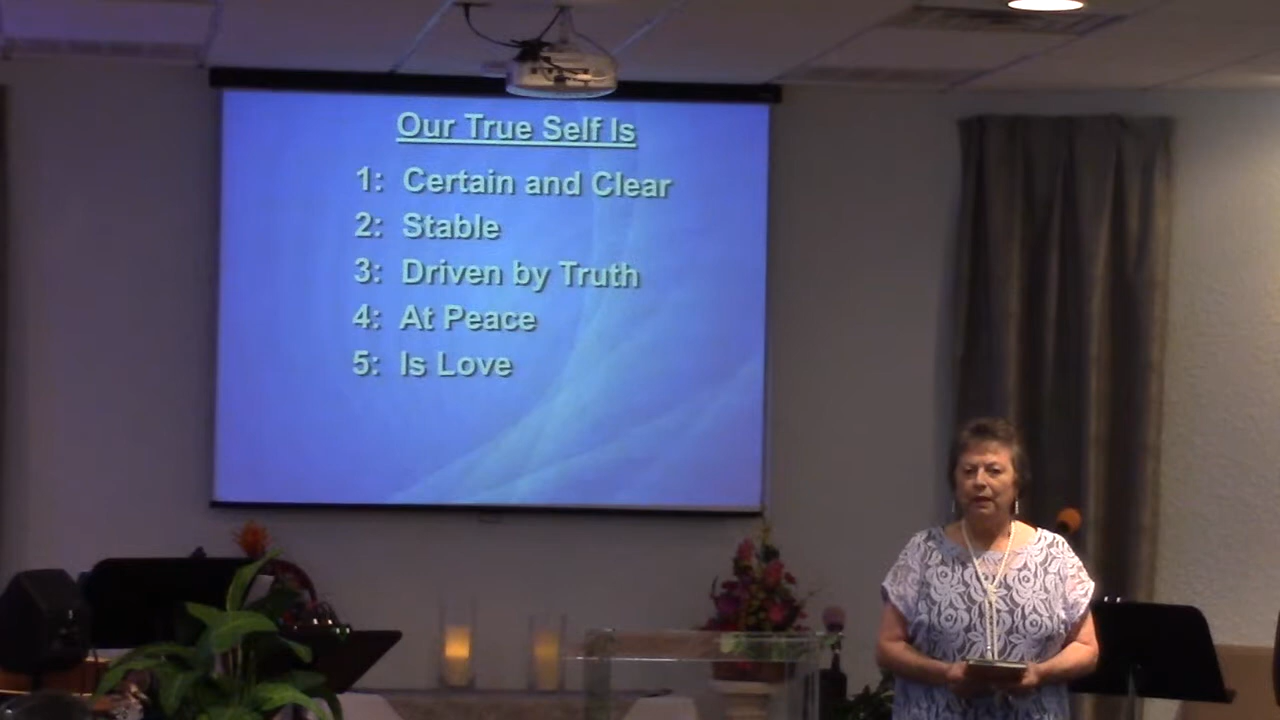 Our True Self Is
1: Certain and Clear
2: Stable
3: Driven by Truth
4: At Peace
5: Is Love